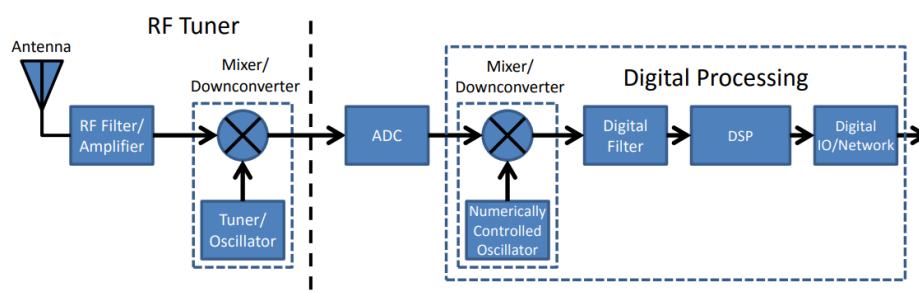 RF Tuner
Antenna
Mixer/
Downconverter
RF Filter/
Amplifier
Tuner/
Oscillator
ADC
Digital Processing
Mixer/
Downconverter
Numerically
Controlled
Oscillator
Digital
Filter
DSP
Digital
IO/Network